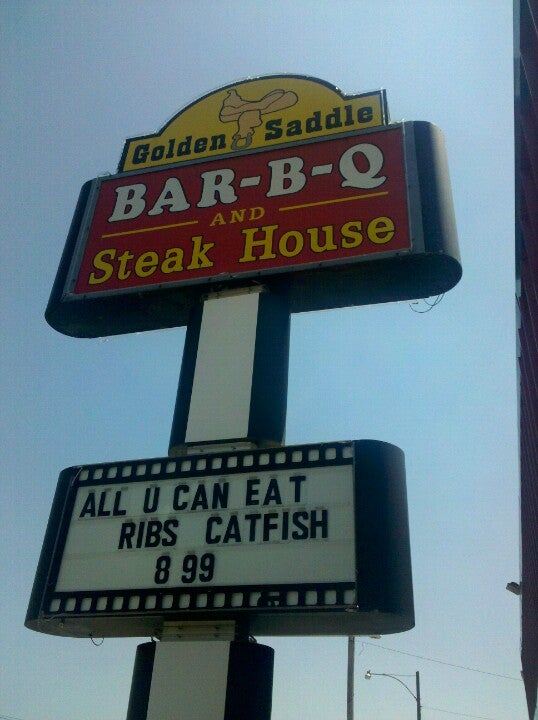 Golden Saddle
BAR-B-Q
AND
Steak House
ALL U CAN EAT
RIBS CATFISH
8 99